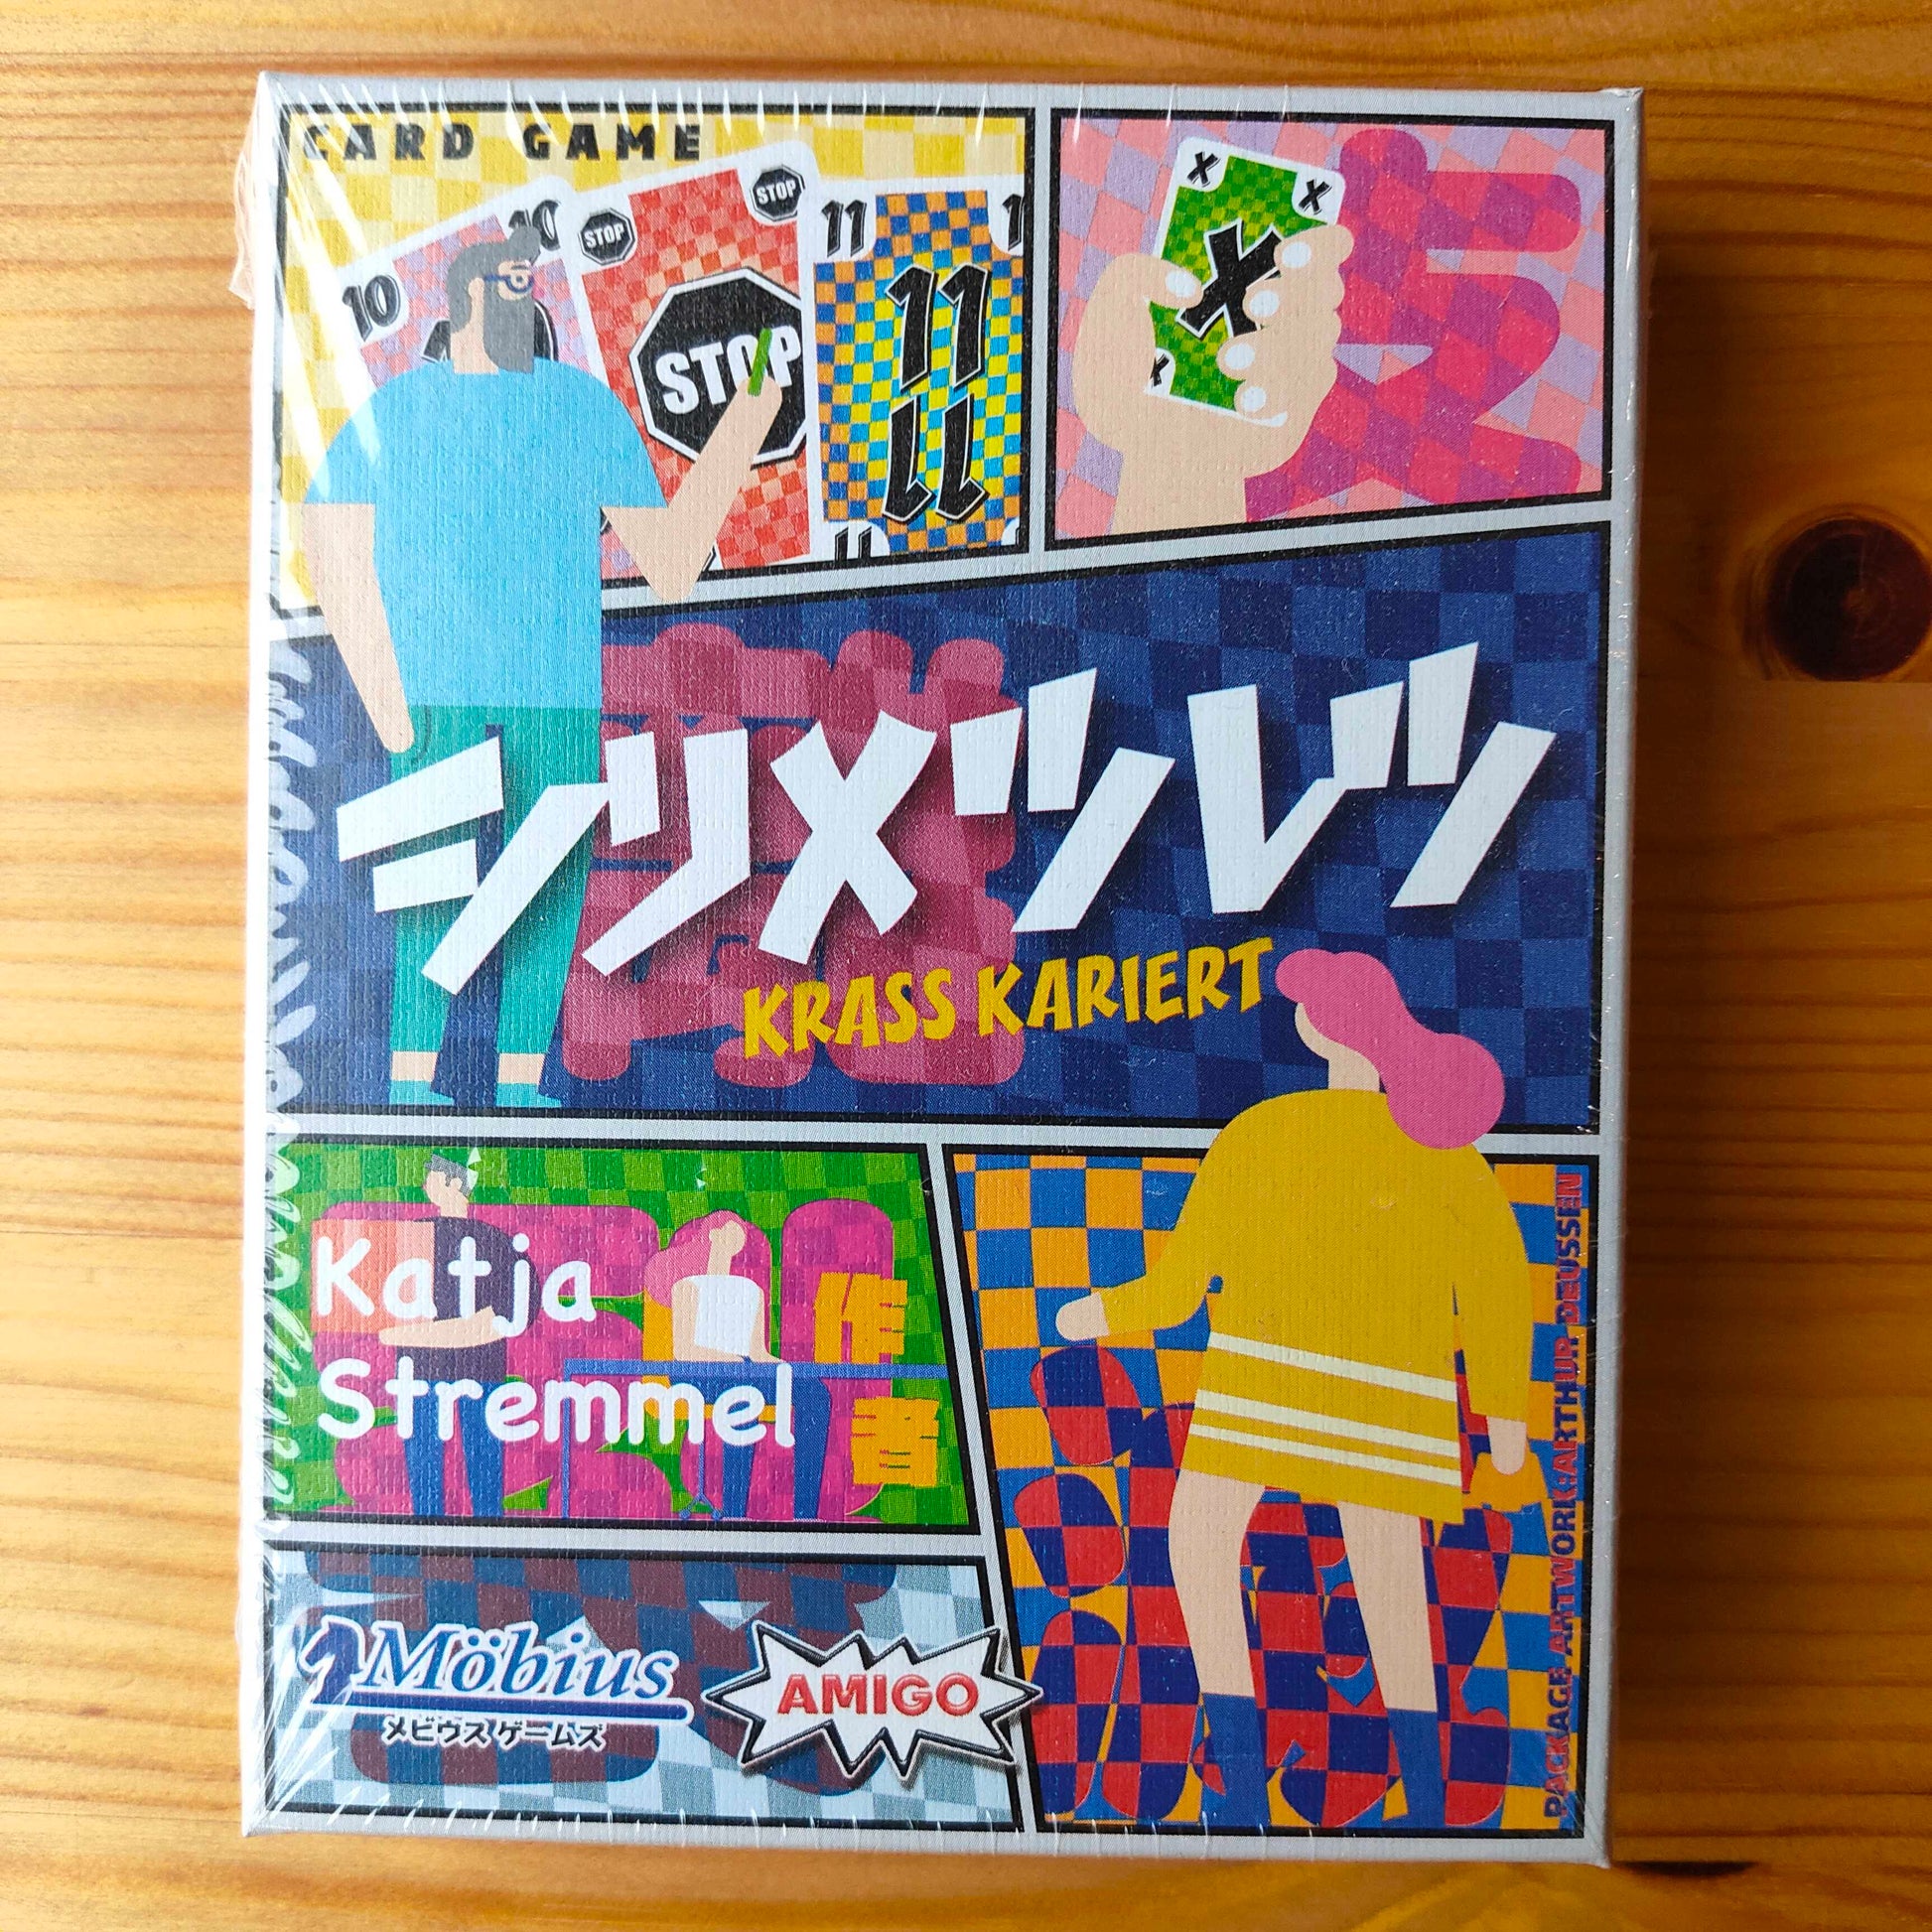 CARD GAME
10
10
STOP
STOP
STOP
11
11
11
X
X
X
X
シリメツレツ
KRASS KARIERT
Katja
Stremmel
作者
Möbius
メビウスゲームズ
AMIGO
PACKAGE ARTWORK:ARTHUR DEUSSEN